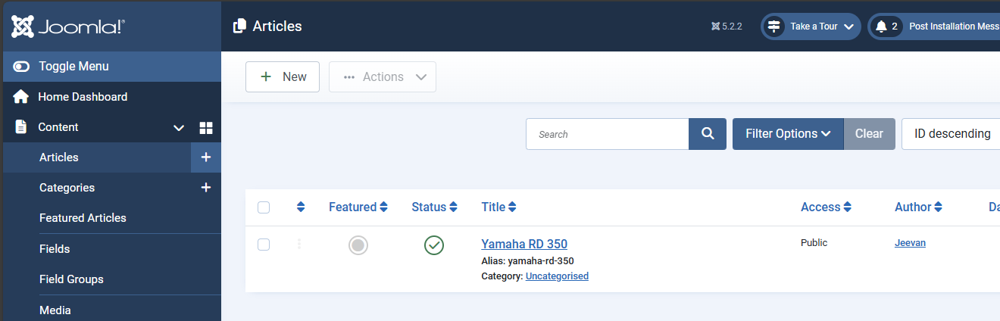 Joomla!®
Articles
5.2.2
Take a Tour
2
Post Installation Mess
Toggle Menu
Home Dashboard
Content
Articles
Categories
Featured Articles
Fields
Field Groups
Media
New
Actions
Search
Filter Options
Clear
ID descending
Featured
Status
Title
Access
Author
Da
Yamaha RD 350
Public
Jeevan
Alias: yamaha-rd-350
Category: Uncategorised